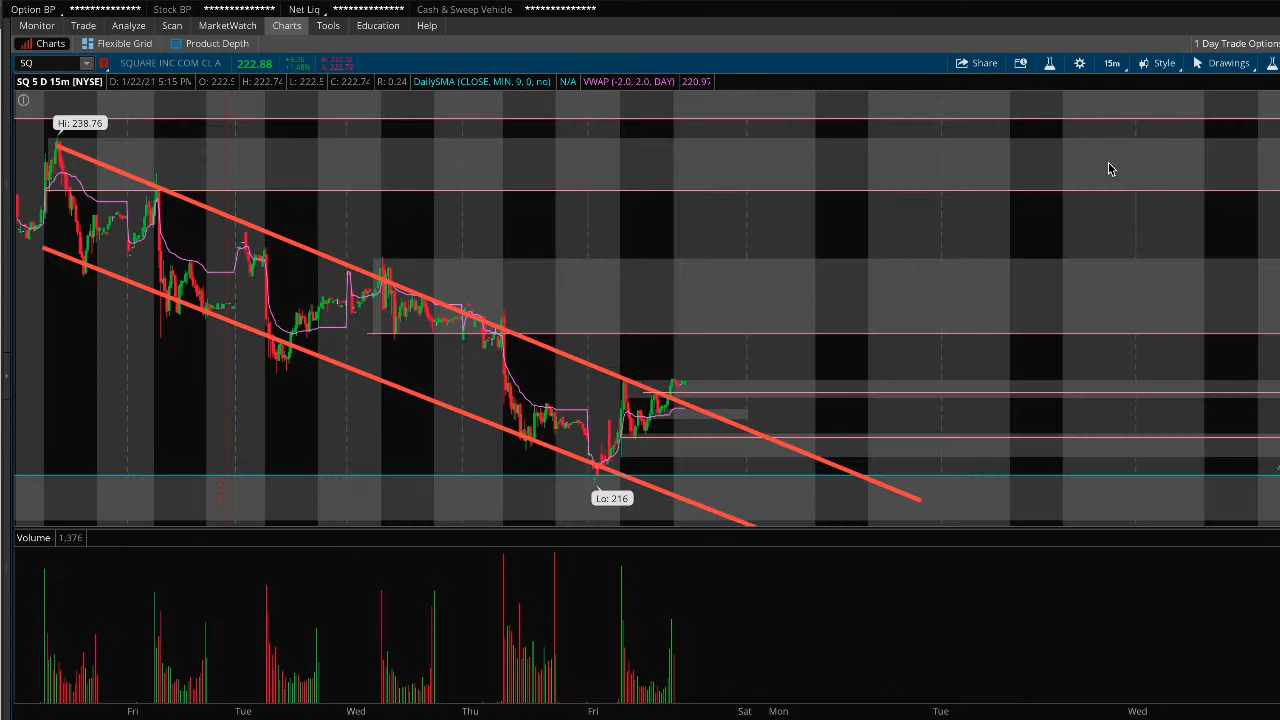 Option BP ************** Stock BP ************** Net Liq ************** Cash & Sweep Vehicle **************
Monitor Trade Analyze Scan MarketWatch Charts Tools Education Help
Charts Flexible Grid Product Depth 1 Day Trade Option
SQ SQUARE INC COM CL A 222.88 Share 15m Style Drawings
SQ 5 D 15m [NYSE] D: 1/22/21 5:15 PM O: 222.5 H: 222.74 L: 222.5 C: 222.74 R: 0.24 DailySMA (CLOSE, MIN, 9, 0, no) N/A VWAP (-2.0, 2.0, DAY) 220.97
Hi: 238.76
Lo: 216
Volume 1,376
Fri Tue Wed Thu Fri Sat Mon Tue Wed